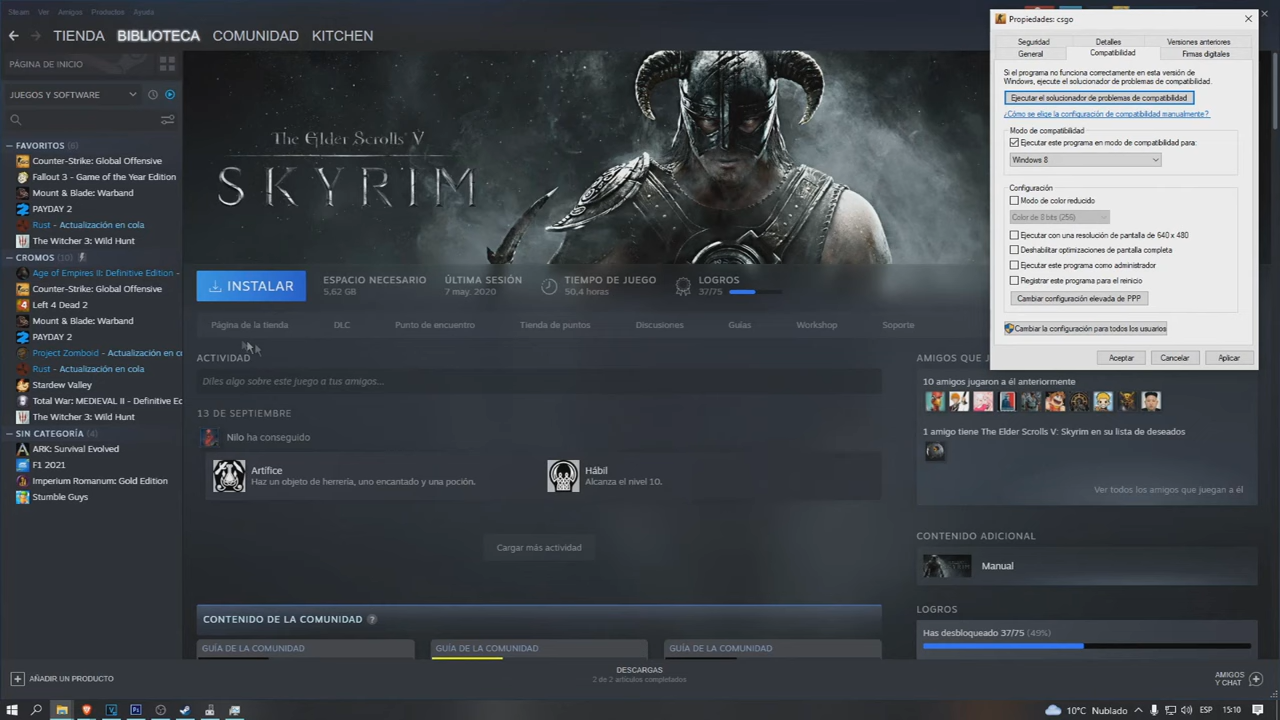 Steam Ver Amigos Productos Ayuda
TIENDA BIBLIOTECA COMUNIDAD KITCHEN
PÁGINA DE INICIO
JUEGOS Y SOFTWARE
FAVORITOS (6)
Counter-Strike: Global Offensive
Fallout 3 - Game of the Year Edition
Mount & Blade: Warband
PAYDAY 2
Rust - Actualización en cola
The Witcher 3: Wild Hunt
CROMOS (10)
Age of Empires II: Definitive Edition -
Counter-Strike: Global Offensive
Left 4 Dead 2
Mount & Blade: Warband
PAYDAY 2
Project Zomboid - Actualización en co
Rust - Actualización en cola
Stardew Valley
Total War: MEDIEVAL II - Definitive Ed
The Witcher 3: Wild Hunt
SIN CATEGORÍA (4)
ARK: Survival Evolved
F1 2021
Imperium Romanum: Gold Edition
Stumble Guys
AÑADIR UN PRODUCTO
The Elder Scrolls V
SKYRIM
INSTALAR
ESPACIO NECESARIO
5,62 GB
ÚLTIMA SESIÓN
7 may. 2020
TIEMPO DE JUEGO
50,4 horas
LOGROS
37/75
Página de la tienda DLC Punto de encuentro Tienda de puntos Discusiones Guías Workshop Soporte
ACTIVIDAD
Diles algo sobre este juego a tus amigos...
13 DE SEPTIEMBRE
Nilo ha conseguido
Artífice
Haz un objeto de herrería, uno encantado y una poción.
Hábil
Alcanza el nivel 10.
Cargar más actividad
CONTENIDO DE LA COMUNIDAD ?
GUÍA DE LA COMUNIDAD
GUÍA DE LA COMUNIDAD
GUÍA DE LA COMUNIDAD
DESCARGAS
2 de 2 artículos completados
Propiedades: csgo
Seguridad Detalles Versiones anteriores
General Compatibilidad Firmas digitales
Si el programa no funciona correctamente en esta versión de
Windows, ejecute el solucionador de problemas de compatibilidad.
Ejecutar el solucionador de problemas de compatibilidad
¿Cómo se elige la configuración de compatibilidad manualmente?
Modo de compatibilidad
Ejecutar este programa en modo de compatibilidad para:
Windows 8
Configuración
Modo de color reducido
Color de 8 bits (256)
Ejecutar con una resolución de pantalla de 640 x 480
Deshabilitar optimizaciones de pantalla completa
Ejecutar este programa como administrador
Registrar este programa para el reinicio
Cambiar configuración elevada de PPP
Cambiar la configuración para todos los usuarios
Aceptar Cancelar Aplicar
AMIGOS QUE J
10 amigos jugaron a él anteriormente
1 amigo tiene The Elder Scrolls V: Skyrim en su lista de deseados
Ver todos los amigos que juegan a él
CONTENIDO ADICIONAL
Manual
LOGROS
Has desbloqueado 37/75 (49%)
AMIGOS
Y CHAT
10°C Nublado ESP 15:10